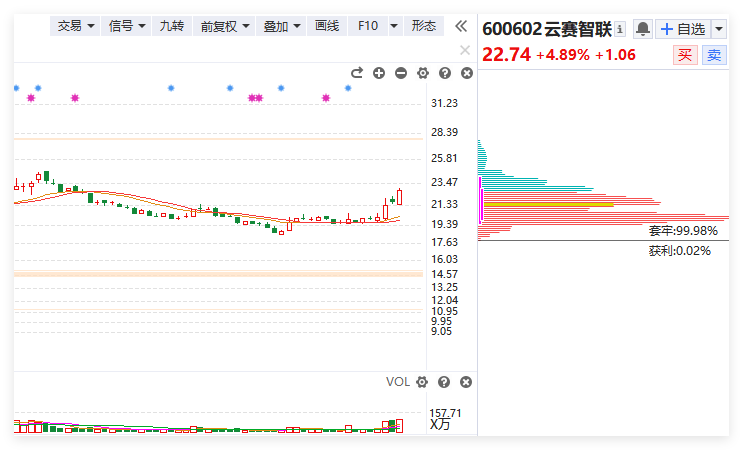 交易 信号 九转 前复权 叠加 画线 F10 形态
600602云赛智联 i 自选
22.74 +4.89% +1.06 买 卖
31.23
28.39
25.81
23.47
21.33
19.39
17.63
16.03
14.57
13.25
12.04
10.95
9.95
9.05
套牢:99.98%
获利:0.02%
VOL
157.71
X万